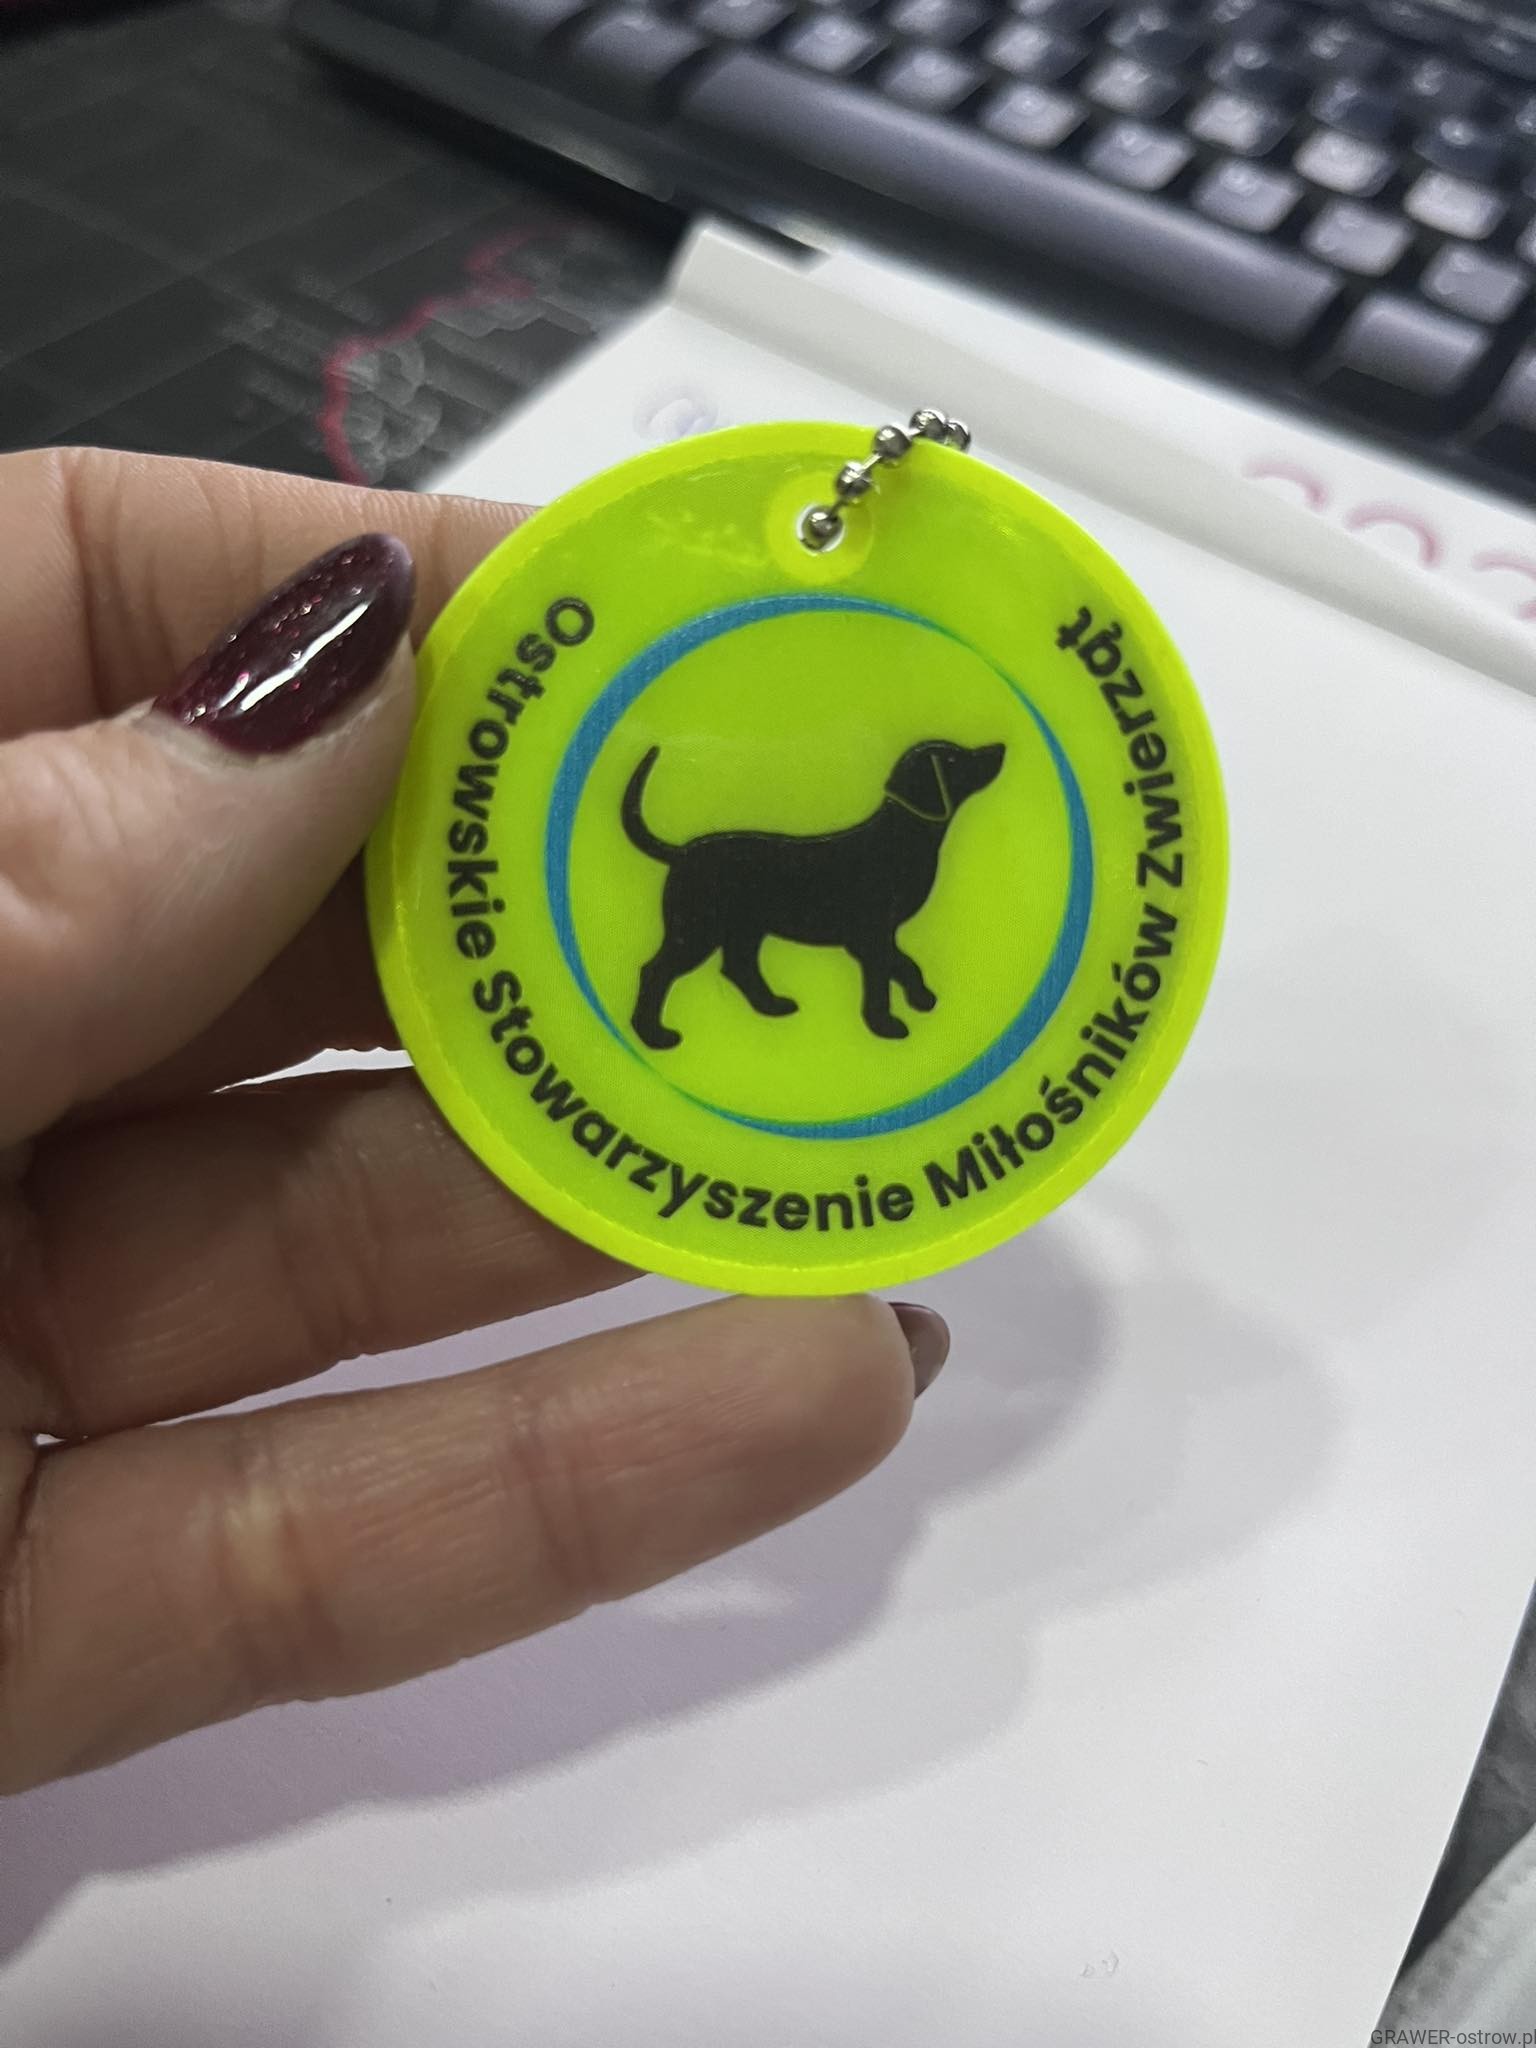 Ostrowskie Stowarzyszenie Miłośników Zwierząt
GRAWER-ostrow.pl